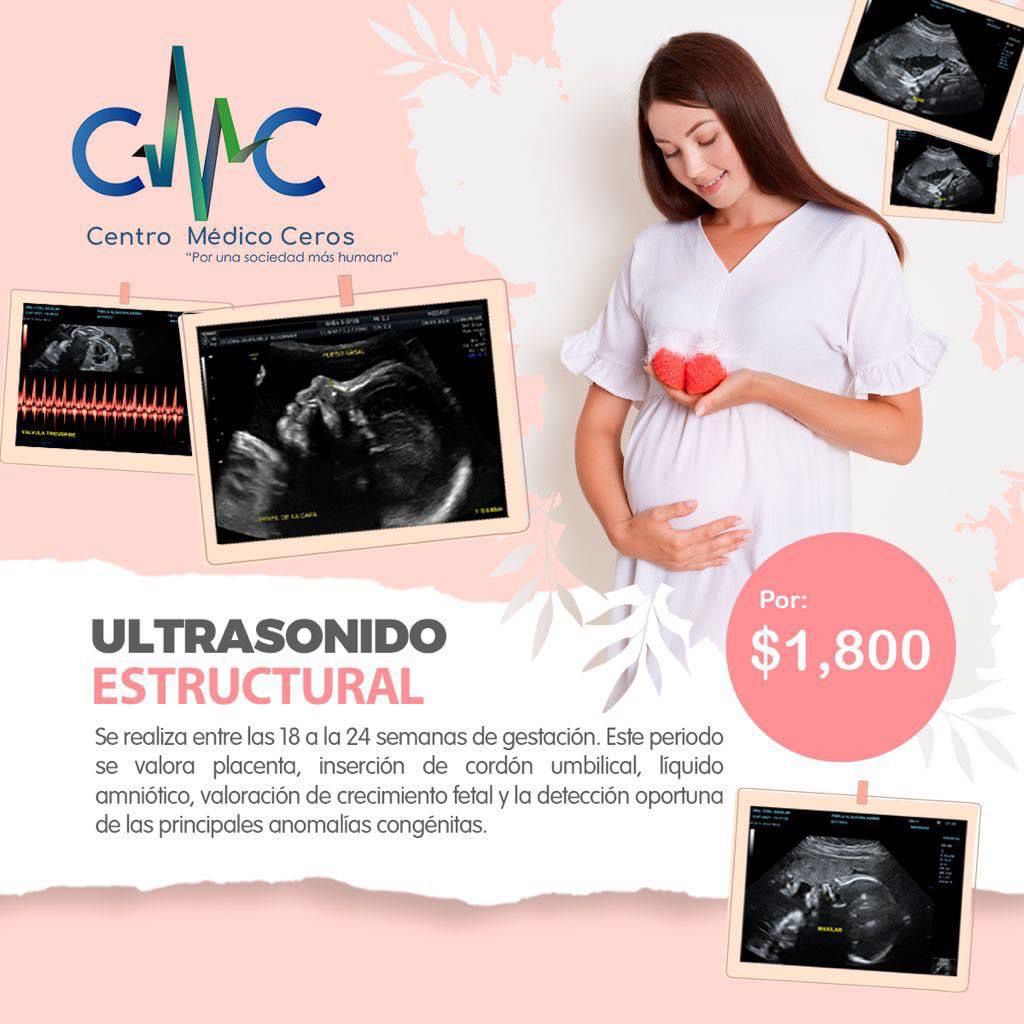 CMC
Centro Médico Ceros
"Por una sociedad más humana"
VALVULA TRICUSPIDE
HUESO NASAL
PERFIL DE LA CARA
Por:
$1,800
ULTRASONIDO
ESTRUCTURAL
Se realiza entre las 18 a la 24 semanas de gestación. Este periodo
se valora placenta, inserción de cordón umbilical, líquido
amniótico, valoración de crecimiento fetal y la detección oportuna
de las principales anomalías congénitas.
MAXILAR